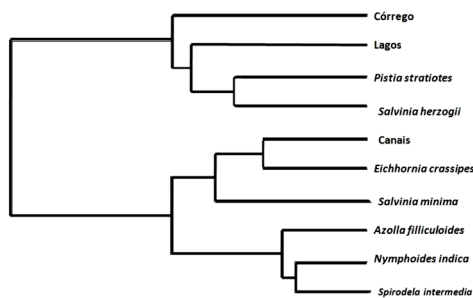 Córrego
Lagos
Pistia stratiotes
Salvinia herzogii
Canais
Eichhornia crassipes
Salvinia minima
Azolla filliculoides
Nymphoides indica
Spirodela intermedia